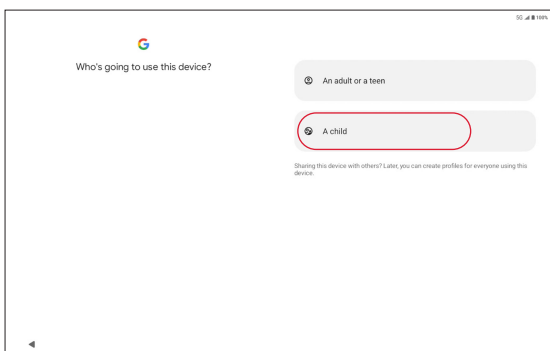 5G 100%
Who's going to use this device?
An adult or a teen
A child
Sharing this device with others? Later, you can create profiles for everyone using this
device.